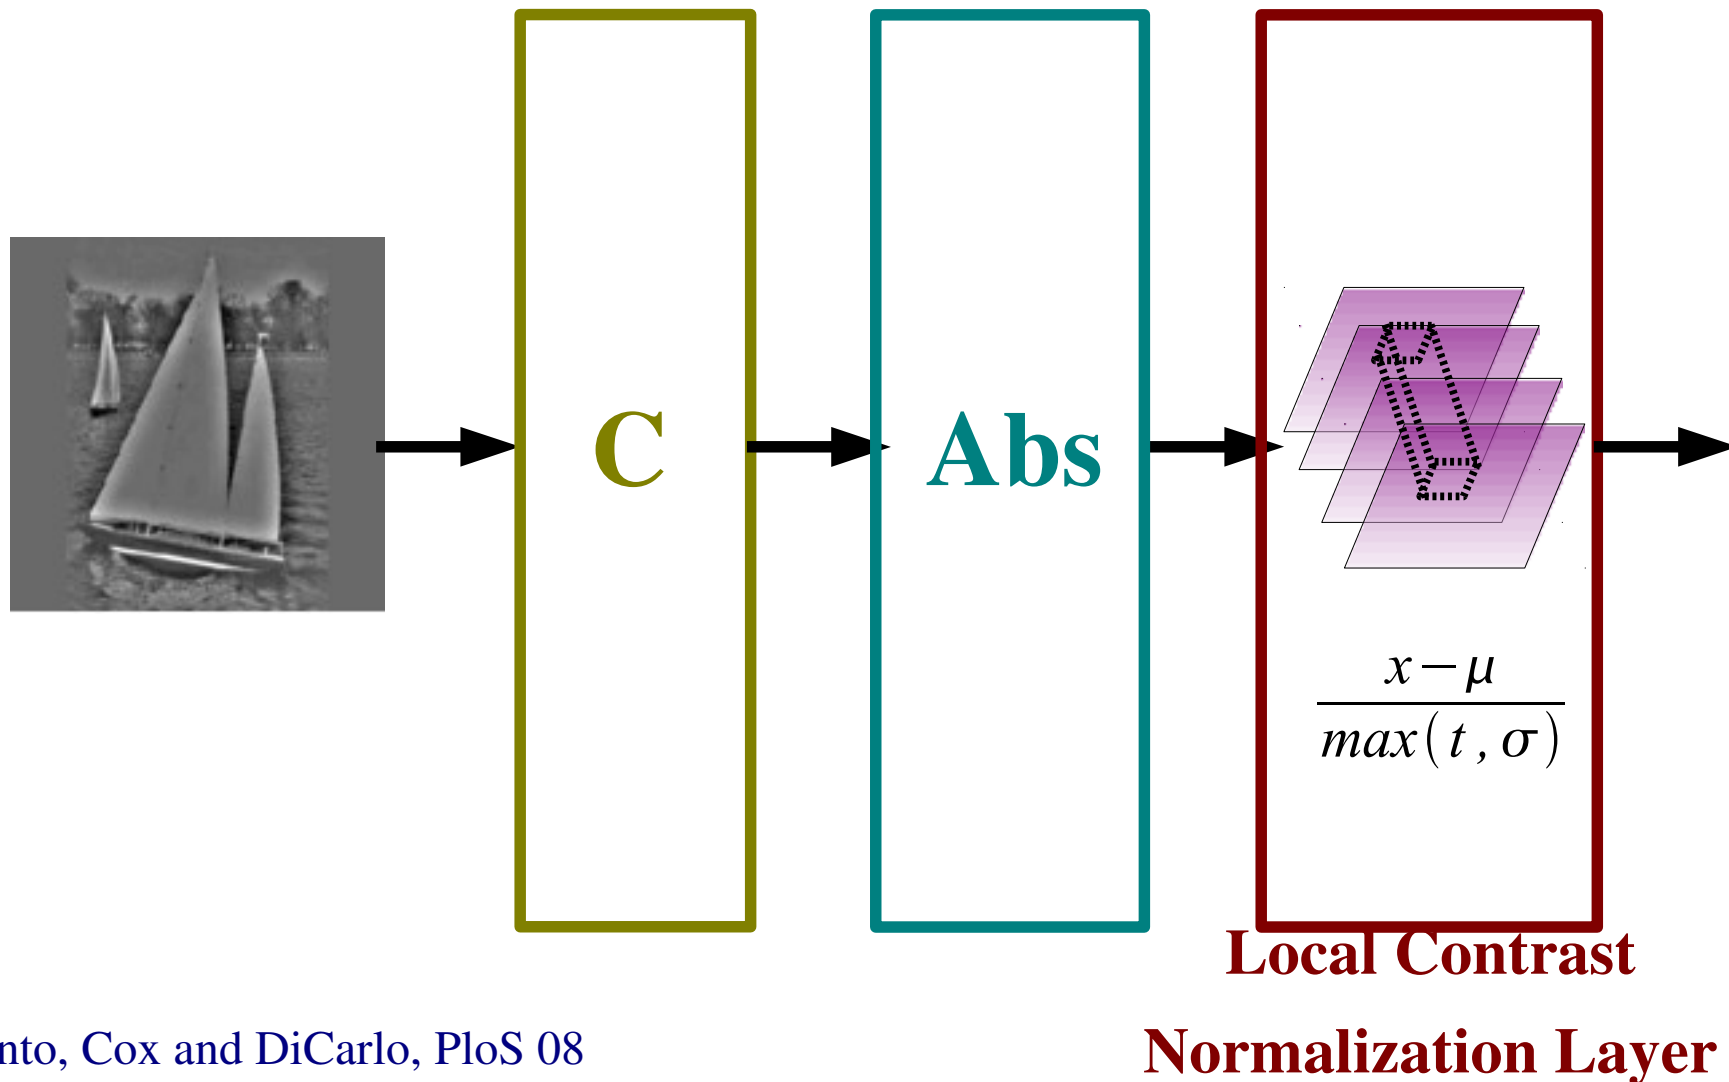 C
Abs
x − μ
max(t, σ)
Local Contrast
Normalization Layer
nto, Cox and DiCarlo, PloS 08